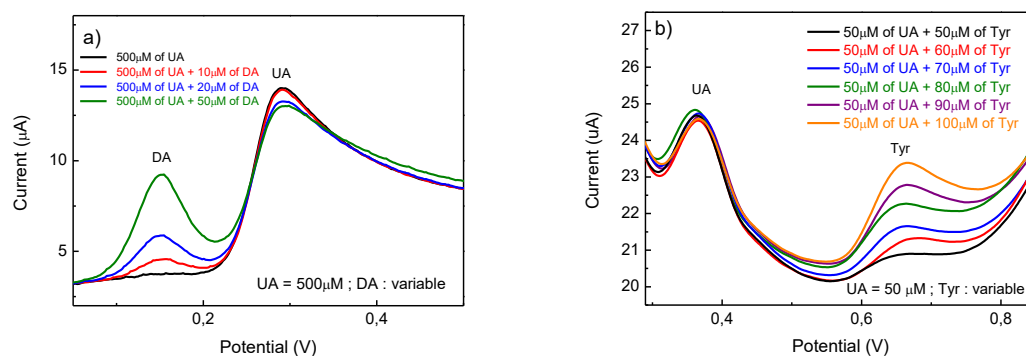 a)
500μM of UA
500μM of UA + 10μM of DA
500μM of UA + 20μM of DA
500μM of UA + 50μM of DA
UA
DA
UA = 500μM ; DA : variable
15
10
5
0,2
0,4
Current (μA)
Potential (V)
b)
50μM of UA + 50μM of Tyr
50μM of UA + 60μM of Tyr
50μM of UA + 70μM of Tyr
50μM of UA + 80μM of Tyr
50μM of UA + 90μM of Tyr
50μM of UA + 100μM of Tyr
UA
Tyr
UA = 50 μM ; Tyr : variable
27
26
25
24
23
22
21
20
0,4
0,6
0,8
Current (uA)
Potential (V)